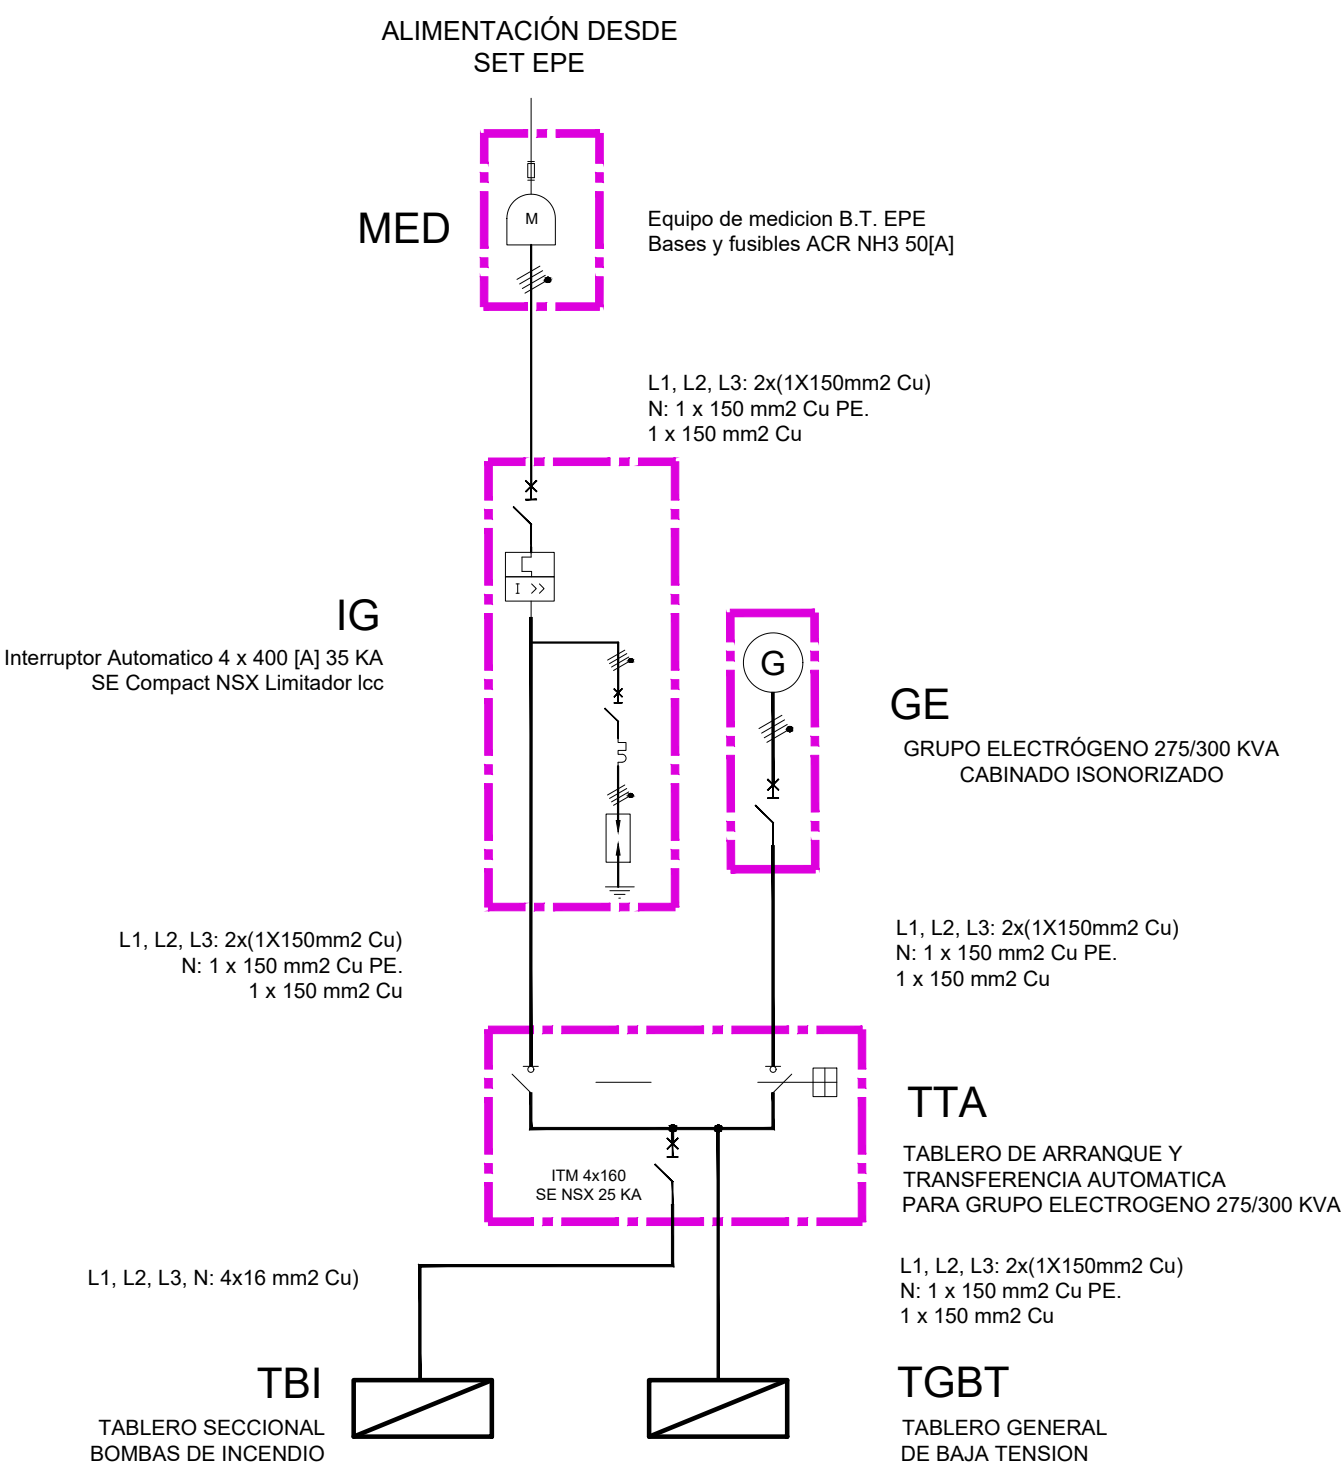 ALIMENTACIÓN DESDE
SET EPE
M
MED
Equipo de medicion B.T. EPE
Bases y fusibles ACR NH3 50[A]
L1, L2, L3: 2x(1X150mm2 Cu)
N: 1 x 150 mm2 Cu PE.
1 x 150 mm2 Cu
I >>
IG
Interruptor Automatico 4 x 400 [A] 35 KA
SE Compact NSX Limitador Icc
G
GE
GRUPO ELECTRÓGENO 275/300 KVA
CABINADO ISONORIZADO
L1, L2, L3: 2x(1X150mm2 Cu)
N: 1 x 150 mm2 Cu PE.
1 x 150 mm2 Cu
L1, L2, L3: 2x(1X150mm2 Cu)
N: 1 x 150 mm2 Cu PE.
1 x 150 mm2 Cu
TTA
TABLERO DE ARRANQUE Y
TRANSFERENCIA AUTOMATICA
PARA GRUPO ELECTROGENO 275/300 KVA
ITM 4x160
SE NSX 25 KA
L1, L2, L3, N: 4x16 mm2 Cu)
L1, L2, L3: 2x(1X150mm2 Cu)
N: 1 x 150 mm2 Cu PE.
1 x 150 mm2 Cu
TBI
TABLERO SECCIONAL
BOMBAS DE INCENDIO
TGBT
TABLERO GENERAL
DE BAJA TENSION